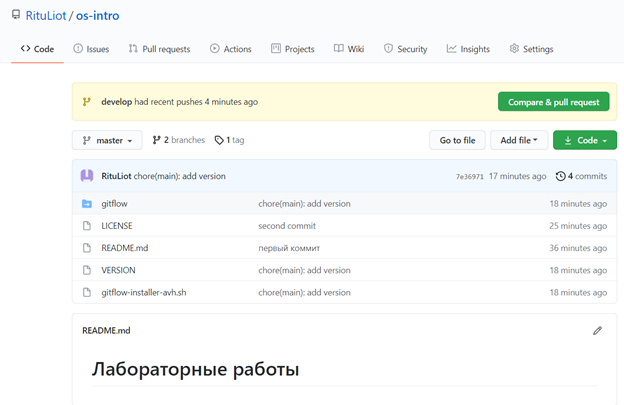 RituLiot / os-intro
Code Issues Pull requests Actions Projects Wiki Security Insights Settings
develop had recent pushes 4 minutes ago Compare & pull request
master 2 branches 1 tag Go to file Add file Code
RituLiot chore(main): add version 7e36971 17 minutes ago 4 commits
gitflow chore(main): add version 18 minutes ago
LICENSE second commit 25 minutes ago
README.md первый коммит 36 minutes ago
VERSION chore(main): add version 18 minutes ago
gitflow-installer-avh.sh chore(main): add version 18 minutes ago
README.md
Лабораторные работы